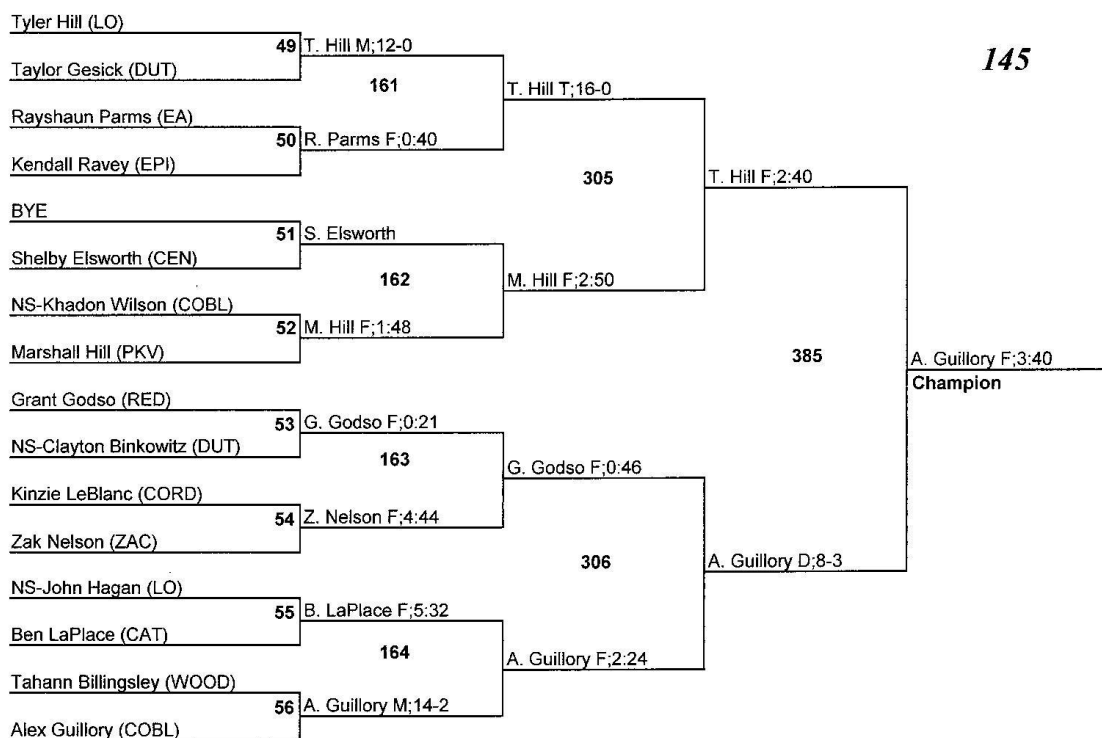 Tyler Hill (LO)
49 T. Hill M;12-0
145
Taylor Gesick (DUT)
161
T. Hill T;16-0
Rayshaun Parms (EA)
50 R. Parms F;0:40
Kendall Ravey (EPI)
305
T. Hill F;2:40
BYE
51 S. Elsworth
Shelby Elsworth (CEN)
162
M. Hill F;2:50
NS-Khadon Wilson (COBL)
52 M. Hill F;1:48
Marshall Hill (PKV)
385
A. Guillory F;3:40
Champion
Grant Godso (RED)
53 G. Godso F;0:21
NS-Clayton Binkowitz (DUT)
163
G. Godso F;0:46
Kinzie LeBlanc (CORD)
54 Z. Nelson F;4:44
Zak Nelson (ZAC)
306
A. Guillory D;8-3
NS-John Hagan (LO)
55 B. LaPlace F;5:32
Ben LaPlace (CAT)
164
A. Guillory F;2:24
Tahann Billingsley (WOOD)
56 A. Guillory M;14-2
Alex Guillory (COBL)